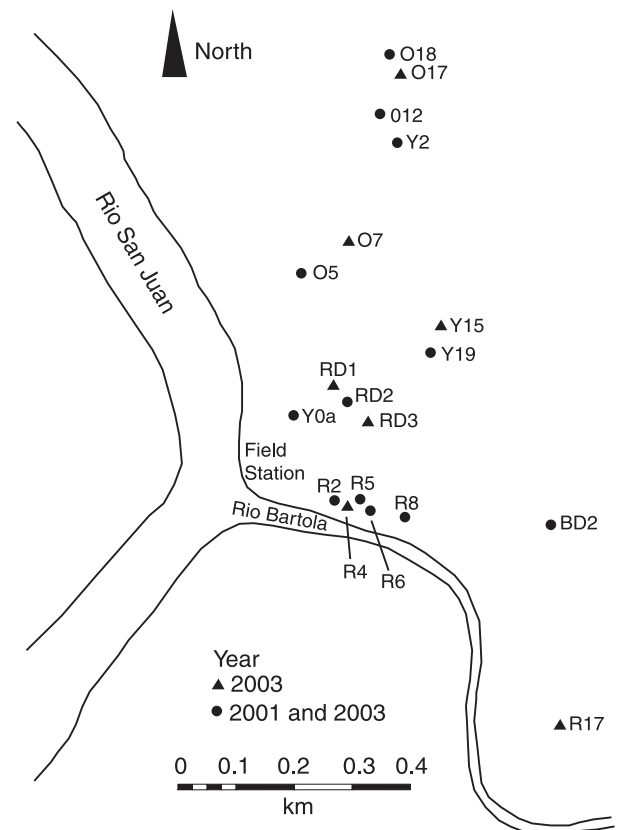 North
O18
O17
012
Y2
Rio San Juan
O7
O5
Y15
Y19
RD1
RD2
Y0a
RD3
Field
Station
R2
R5
R8
Rio Bartola
BD2
R4
R6
Year
2003
2001 and 2003
R17
0 0.1 0.2 0.3 0.4
km